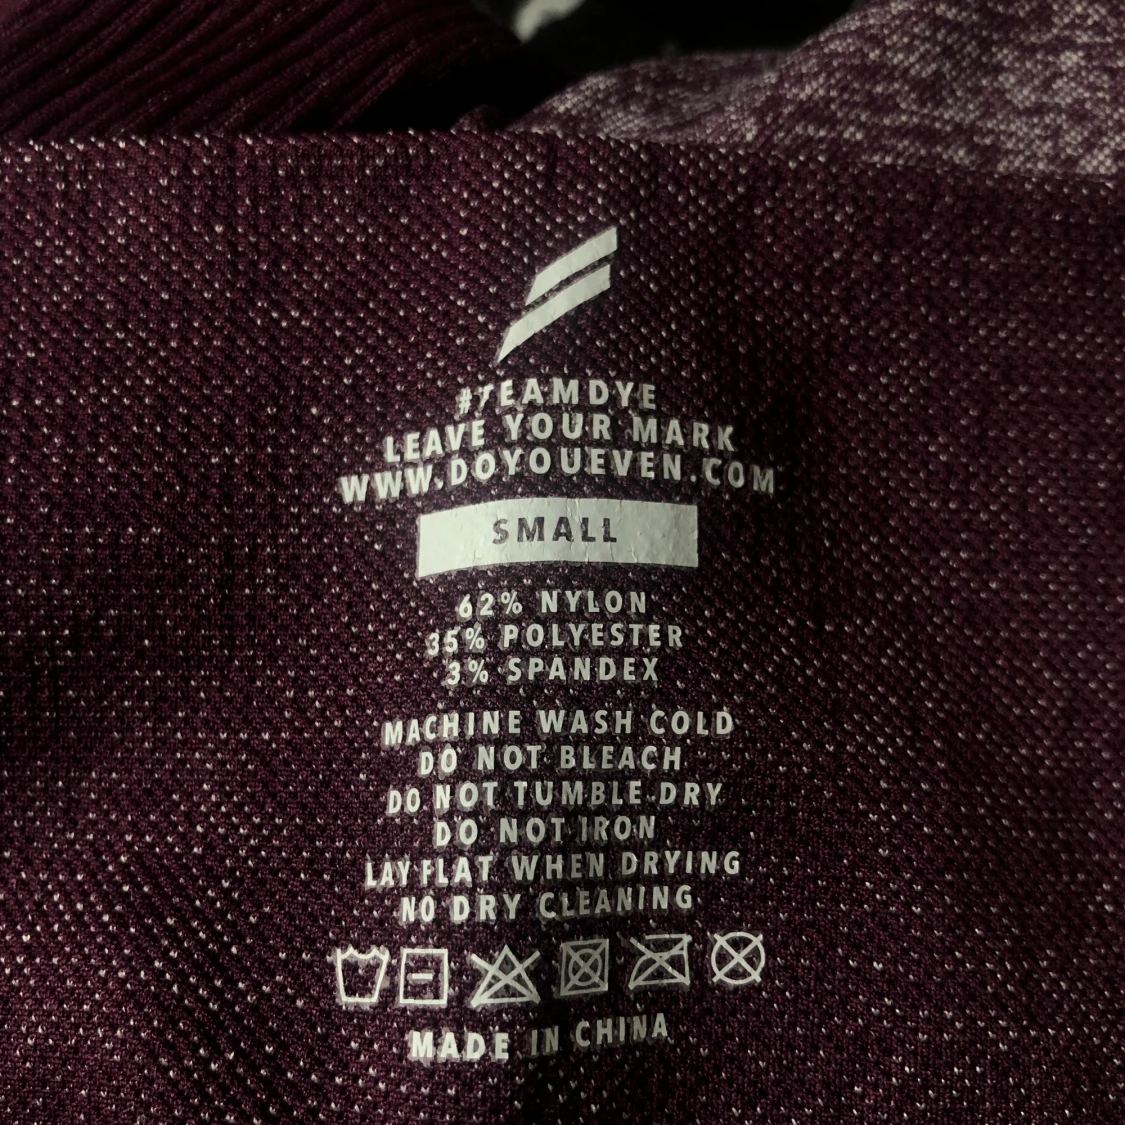 #TEAMDYE
LEAVE YOUR MARK
WWW.DOYOUEVEN.COM
SMALL
62% NYLON
35% POLYESTER
3% SPANDEX
MACHINE WASH COLD
DO NOT BLEACH
DO NOT TUMBLE DRY
DO NOT IRON
LAY FLAT WHEN DRYING
NO DRY CLEANING
MADE IN CHINA